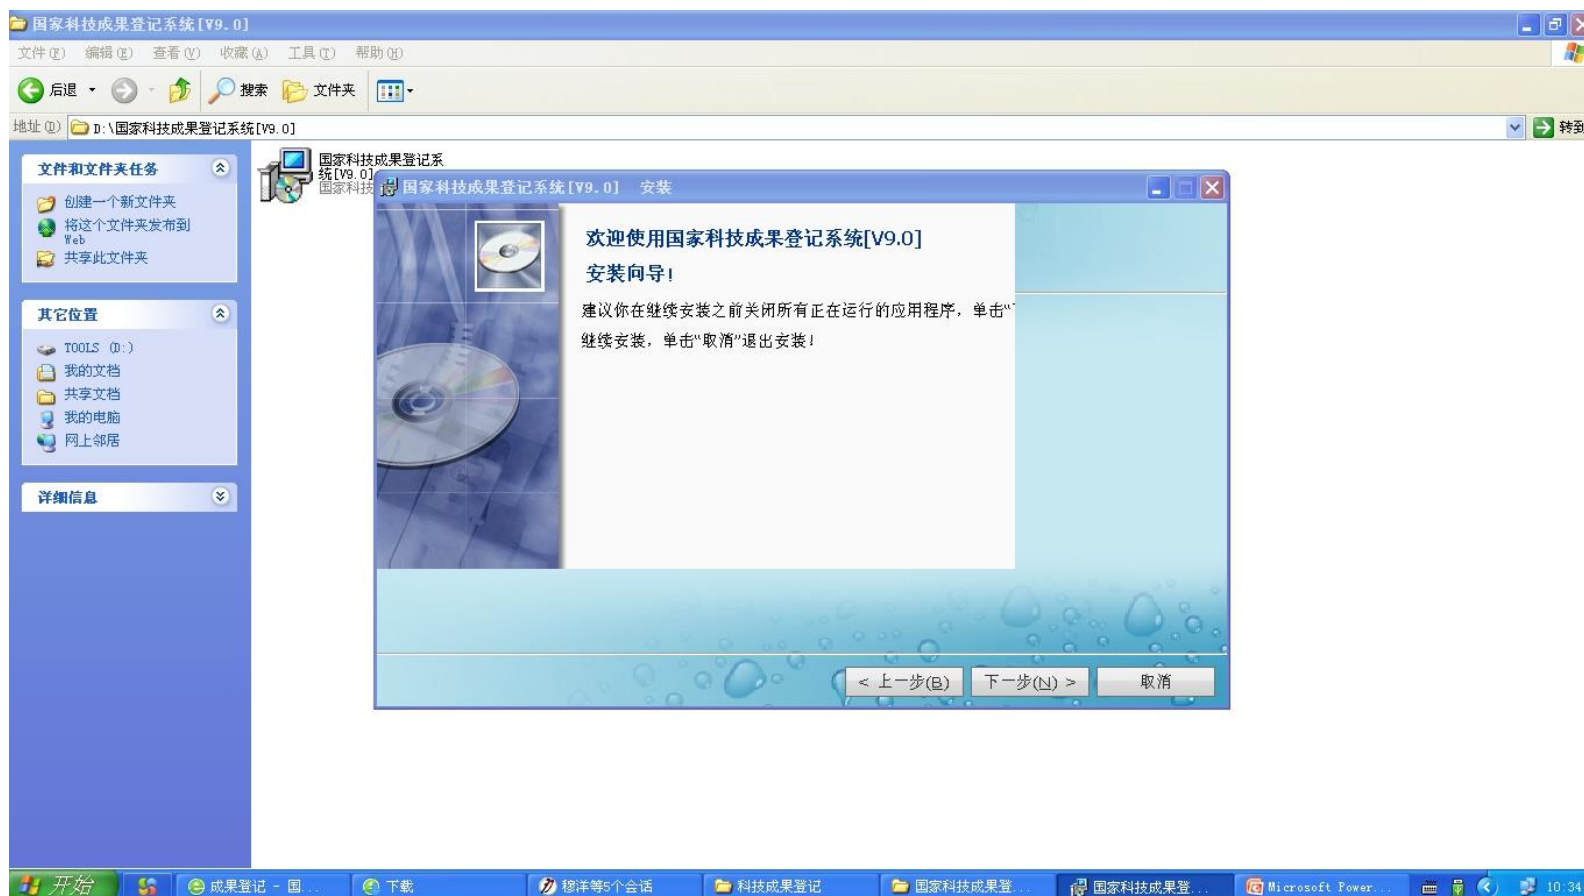 国家科技成果登记系统[V9.0]
文件(F) 编辑(E) 查看(V) 收藏(A) 工具(T) 帮助(H)
后退 搜索 文件夹
地址(D) D:\国家科技成果登记系统[V9.0] 转到
文件和文件夹任务
创建一个新文件夹
将这个文件夹发布到
Web
共享此文件夹
其它位置
TOOLS (D:)
我的文档
共享文档
我的电脑
网上邻居
详细信息
国家科技成果登记系
统[V9.0]
国家科技
国家科技成果登记系统[V9.0] 安装
欢迎使用国家科技成果登记系统[V9.0]
安装向导!
建议你在继续安装之前关闭所有正在运行的应用程序，单击“
继续安装，单击“取消”退出安装!
< 上一步(B) 下一步(N) > 取消
开始 成果登记 - 国... 下载 穆洋等5个会话 科技成果登记 国家科技成果登... 国家科技成果登... Microsoft Power... 10:34